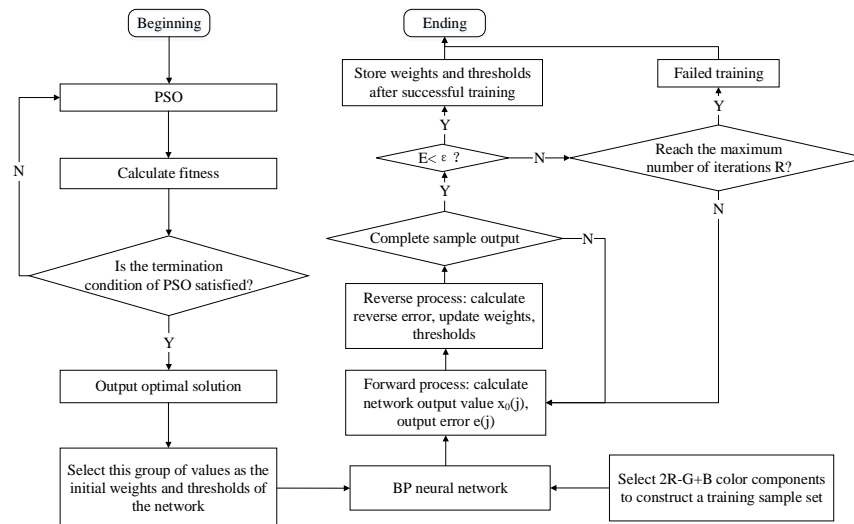 Beginning
PSO
N
Calculate fitness
Is the termination
condition of PSO satisfied?
Y
Output optimal solution
Select this group of values as the
initial weights and thresholds of
the network
Ending
Store weights and thresholds
after successful training
Failed training
Y
Y
E< ε ?
N
Reach the maximum
number of iterations R?
Y
N
Complete sample output
N
Reverse process: calculate
reverse error, update weights,
thresholds
Forward process: calculate
network output value x₀(j),
output error e(j)
BP neural network
Select 2R-G+B color components
to construct a training sample set